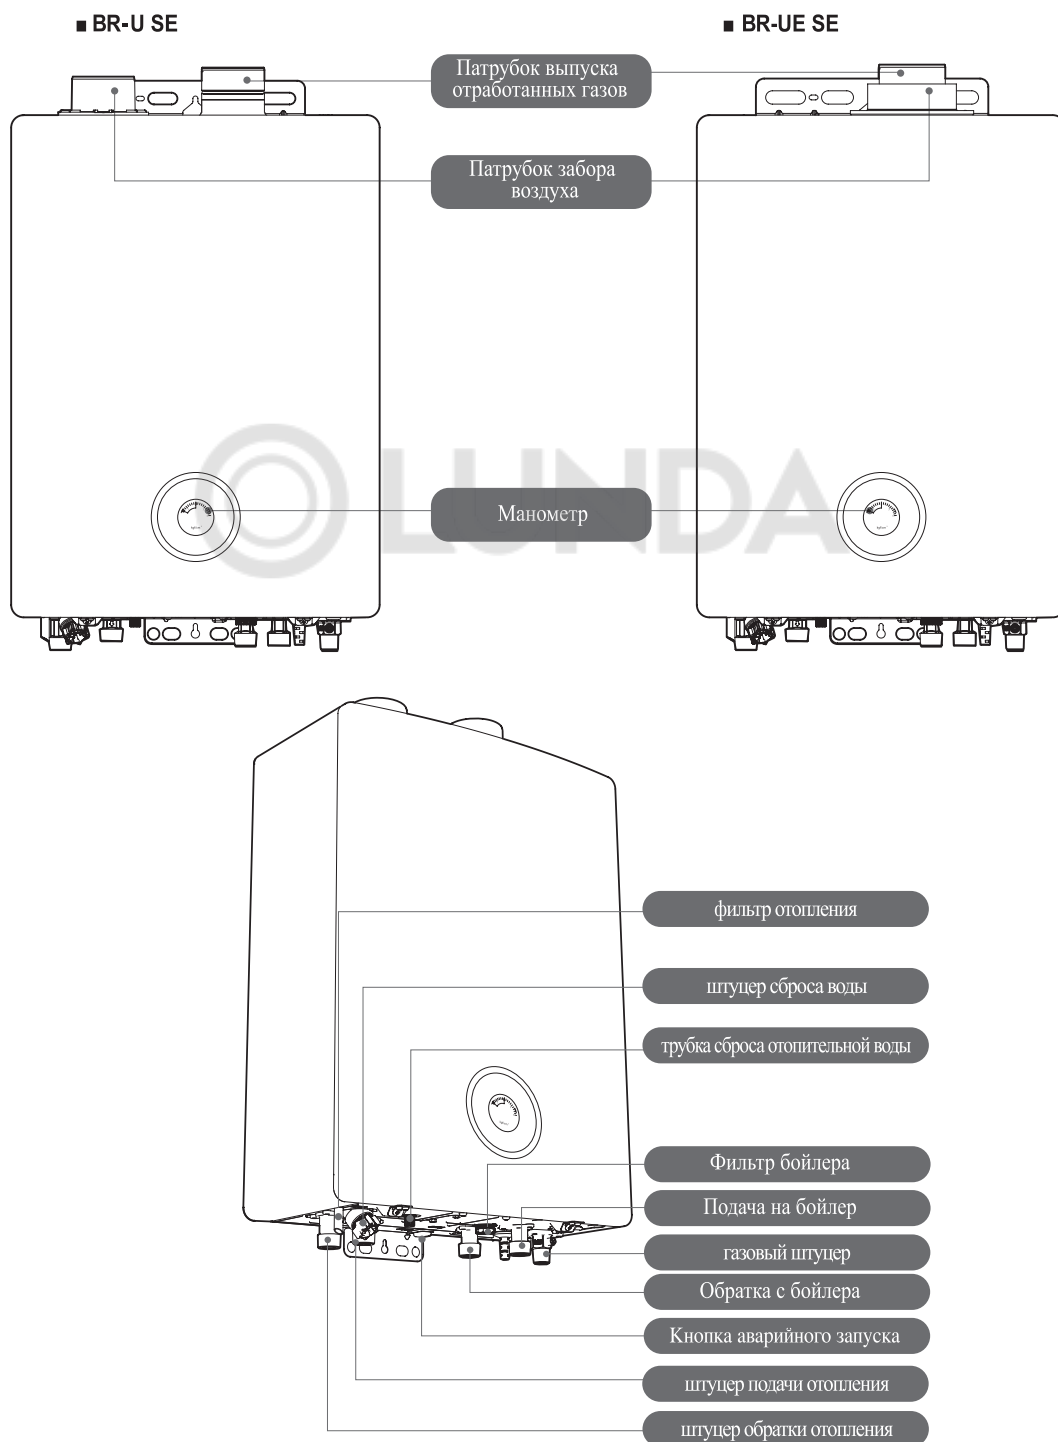 ■ BR-U SE
■ BR-UE SE
Патрубок выпуска
отработанных газов
Патрубок забора
воздуха
LUNDA
Манометр
фильтр отопления
штуцер сброса воды
трубка сброса отопительной воды
Фильтр бойлера
Подача на бойлер
газовый штуцер
Обратка с бойлера
Кнопка аварийного запуска
штуцер подачи отопления
штуцер обратки отопления